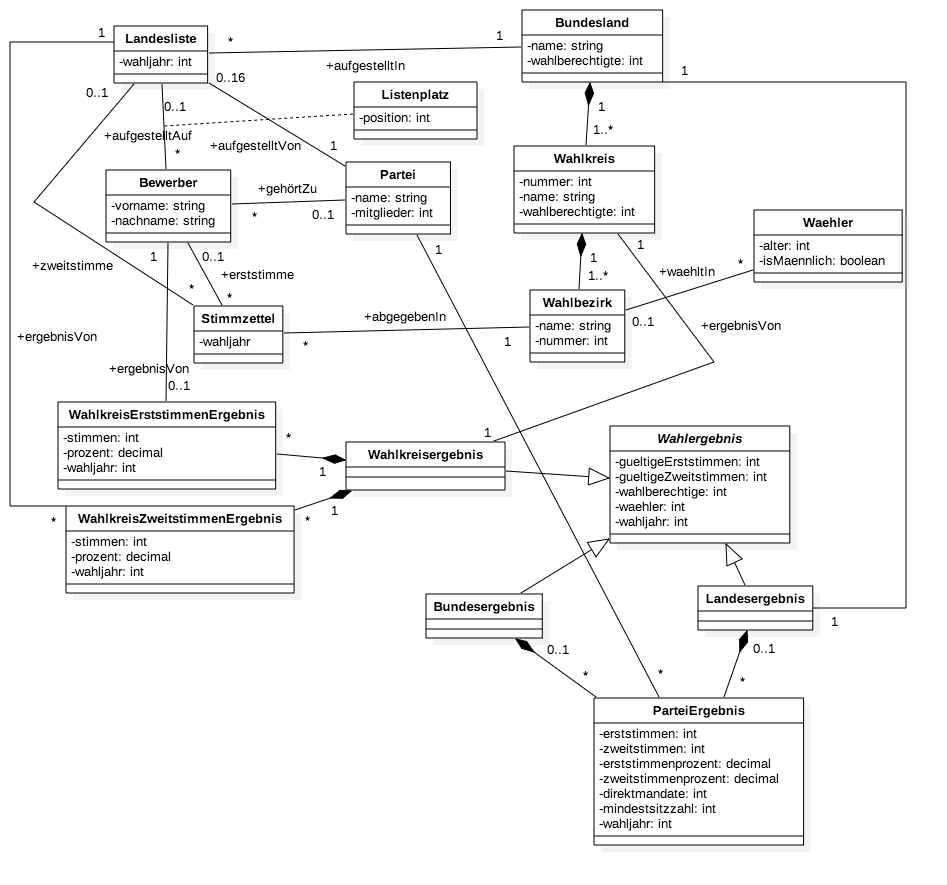 Landesliste
-wahljahr: int
1
*
1
0..16
0..1
0..1
+aufgestelltIn
Bundesland
-name: string
-wahlberechtigte: int
1
1
1..*
Listenplatz
-position: int
+aufgestelltAuf
*
+aufgestelltVon
1
Wahlkreis
-nummer: int
-name: string
-wahlberechtigte: int
Bewerber
-vorname: string
-nachname: string
+gehörtZu
*
0..1
Partei
-name: string
-mitglieder: int
1
Waehler
-alter: int
-isMaennlich: boolean
1
1
1..*
+waehltIn
*
0..1
1
0..1
+zweitstimme
+erststimme
*
*
Wahlbezirk
-name: string
-nummer: int
Stimmzettel
-wahljahr
+abgegebenIn
*
1
+ergebnisVon
+ergebnisVon
+ergebnisVon
0..1
WahlkreisErststimmenErgebnis
-stimmen: int
-prozent: decimal
-wahljahr: int
*
1
1
Wahlkreisergebnis
*
1
*
WahlkreisZweitstimmenErgebnis
-stimmen: int
-prozent: decimal
-wahljahr: int
Wahlergebnis
-gueltigeErststimmen: int
-gueltigeZweitstimmen: int
-wahlberechtige: int
-waehler: int
-wahljahr: int
Bundesergebnis
Landesergebnis
1
0..1
*
*
0..1
*
ParteiErgebnis
-erststimmen: int
-zweitstimmen: int
-erststimmenprozent: decimal
-zweitstimmenprozent: decimal
-direktmandate: int
-mindestsitzzahl: int
-wahljahr: int